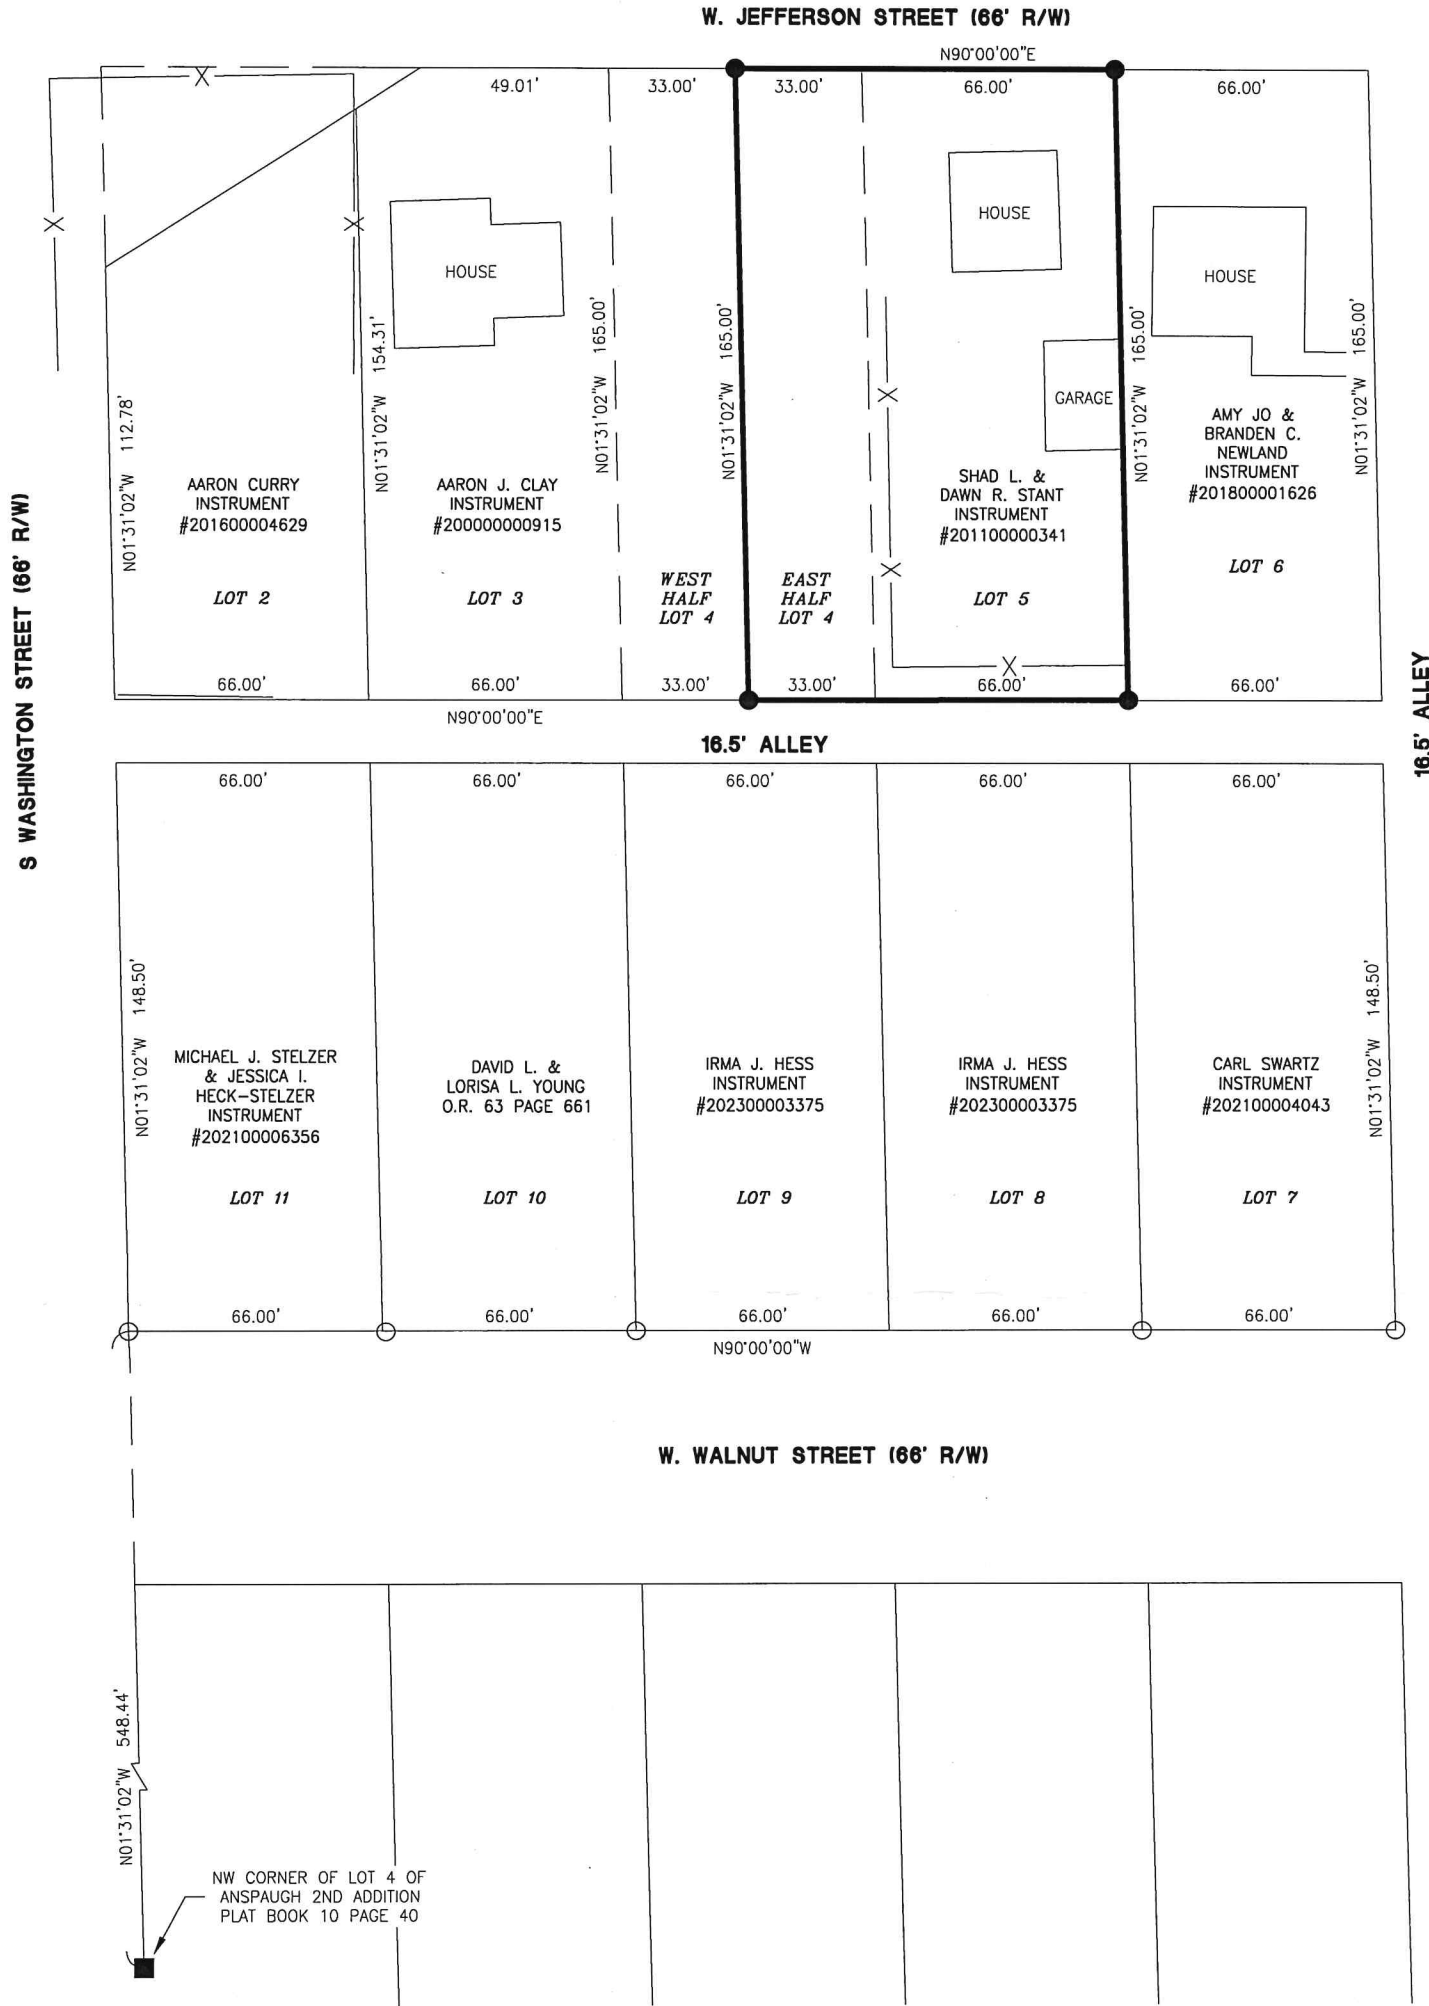 W. JEFFERSON STREET (66' R/W)
N90°00'00"E
49.01'
33.00'
33.00'
66.00'
66.00'
HOUSE
HOUSE
HOUSE
GARAGE
N01°31'02"W 112.78'
N01°31'02"W 154.31'
N01°31'02"W 165.00'
N01°31'02"W 165.00'
N01°31'02"W 165.00'
N01°31'02"W 165.00'
AARON CURRY
INSTRUMENT
#201600004629
LOT 2
AARON J. CLAY
INSTRUMENT
#200000000915
LOT 3
WEST
HALF
LOT 4
EAST
HALF
LOT 4
SHAD L. &
DAWN R. STANT
INSTRUMENT
#201100000341
LOT 5
AMY JO &
BRANDEN C.
NEWLAND
INSTRUMENT
#201800001626
LOT 6
66.00'
66.00'
33.00'
33.00'
66.00'
66.00'
N90°00'00"E
S WASHINGTON STREET (66' R/W)
16.5' ALLEY
16.5' ALLEY
66.00'
66.00'
66.00'
66.00'
66.00'
N01°31'02"W 148.50'
N01°31'02"W 148.50'
MICHAEL J. STELZER
& JESSICA I.
HECK-STELZER
INSTRUMENT
#202100006356
LOT 11
DAVID L. &
LORISA L. YOUNG
O.R. 63 PAGE 661
LOT 10
IRMA J. HESS
INSTRUMENT
#202300003375
LOT 9
IRMA J. HESS
INSTRUMENT
#202300003375
LOT 8
CARL SWARTZ
INSTRUMENT
#202100004043
LOT 7
66.00'
66.00'
66.00'
66.00'
66.00'
N90°00'00"W
W. WALNUT STREET (66' R/W)
N01°31'02"W 548.44'
NW CORNER OF LOT 4 OF
ANSPAUGH 2ND ADDITION
PLAT BOOK 10 PAGE 40